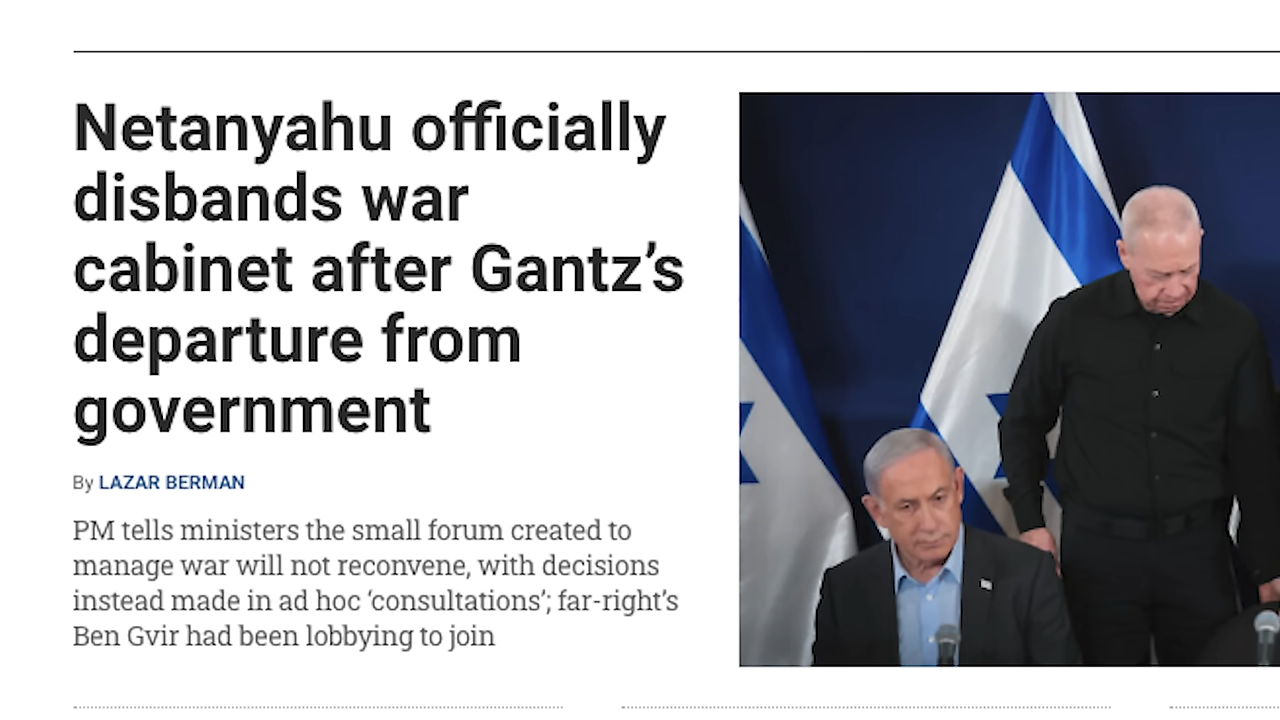 Netanyahu officially
disbands war
cabinet after Gantz’s
departure from
government
By LAZAR BERMAN
PM tells ministers the small forum created to
manage war will not reconvene, with decisions
instead made in ad hoc ‘consultations’; far-right’s
Ben Gvir had been lobbying to join